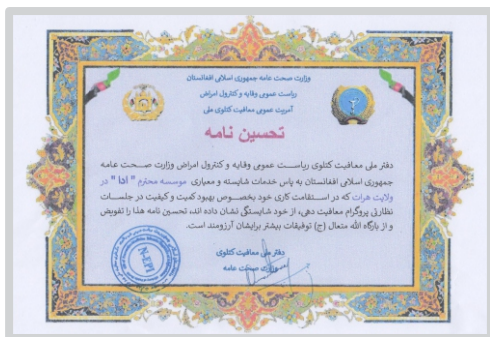 وزارت صحت عامه جمهوری اسلامی افغانستان
ریاست عمومی وقایه و کنترول امراض
آمریت عمومی معافیت کتلوی ملی
تحسین نامه
دفتر ملی معافیت کتلوی ریاست عمومی وقایه و کنترول امراض وزارت صحت عامه
جمهوری اسلامی افغانستان به پاس خدمات شایسته و معیاری موسسه محترم " ادا " در
ولایت هرات که در استقامت کاری خود بخصوص بهبود کمیت و کیفیت در جلسات
نظارتی پروگرام معافیت دهی، از خود شایستگی نشان داده اند، تحسین نامه هذا را تفویض
و از بارگاه الله متعال (ج) توفیقات بیشتر برایشان آرزومند است.
دفتر ملی معافیت کتلوی
وزارت صحت عامه